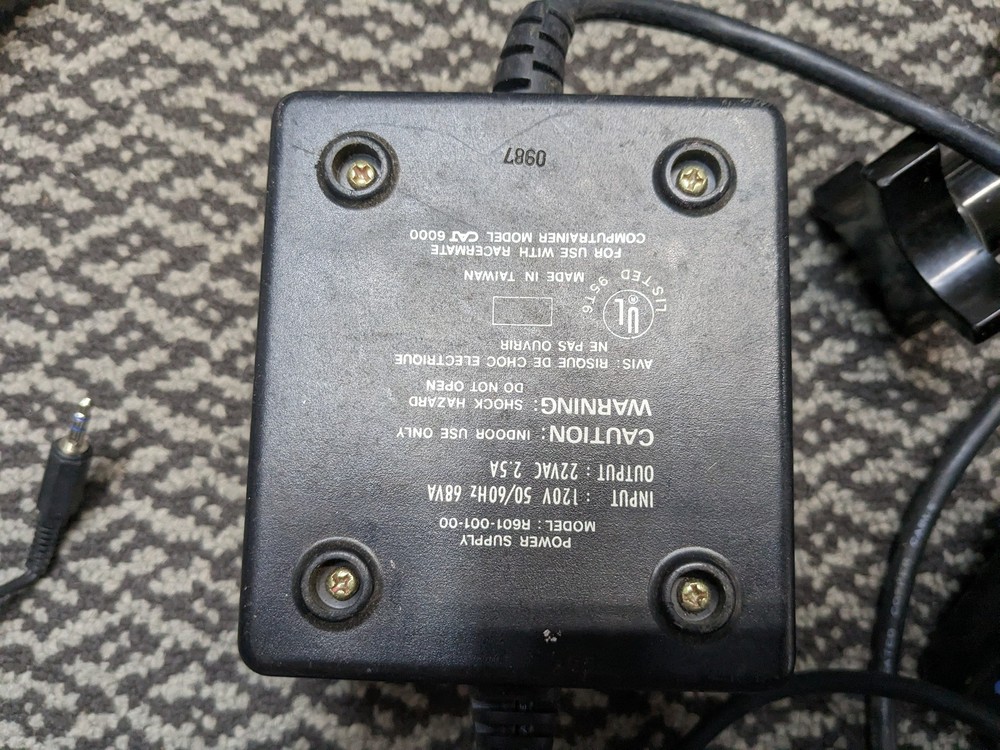 POWER SUPPLY
MODEL : R601-001-00
INPUT : 120V 50/60Hz 68VA
OUTPUT : 22VAC 2.5A
CAUTION: INDOOR USE ONLY
WARNING: SHOCK HAZARD
DO NOT OPEN
AVIS: RISQUE DE CHOC ELECTRIQUE
NE PAS OUVRIR
LISTED 95T6
UL ®
MADE IN TAIWAN
FOR USE WITH RACERMATE
COMPUTRAINER MODEL CAT 6000
0987